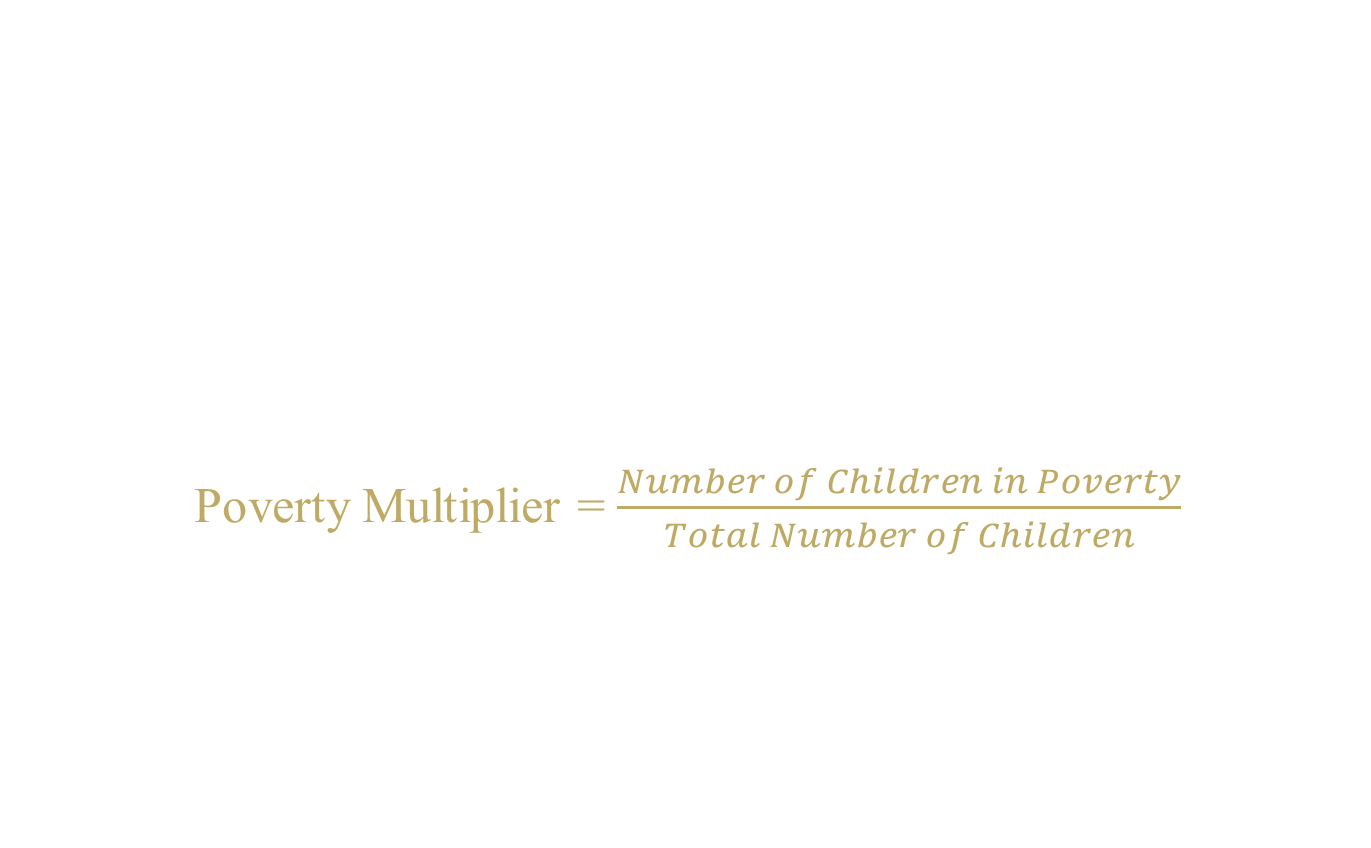 Poverty Multiplier = Number of Children in Poverty
Total Number of Children